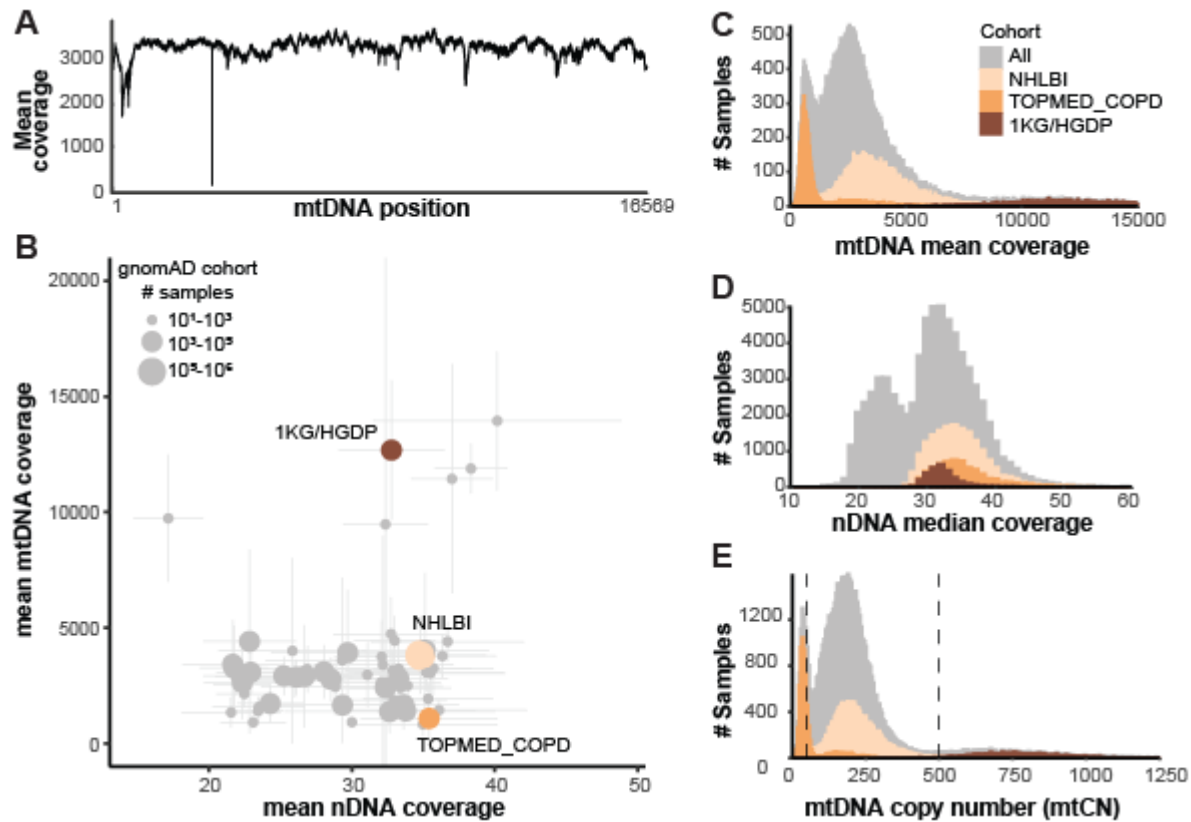 A
Mean
coverage
3000
2000
1000
0
1
mtDNA position
16569
B
gnomAD cohort
# samples
10¹-10³
10³-10⁵
10⁵-10⁶
mean mtDNA coverage
20000
15000
10000
5000
0
1KG/HGDP
NHLBI
TOPMED_COPD
20
30
40
50
mean nDNA coverage
C
# Samples
500
400
300
200
100
0
Cohort
All
NHLBI
TOPMED_COPD
1KG/HGDP
0
5000
10000
15000
mtDNA mean coverage
D
# Samples
5000
4000
3000
2000
1000
0
10
20
30
40
50
60
nDNA median coverage
E
# Samples
1200
800
400
0
0
250
500
750
1000
1250
mtDNA copy number (mtCN)